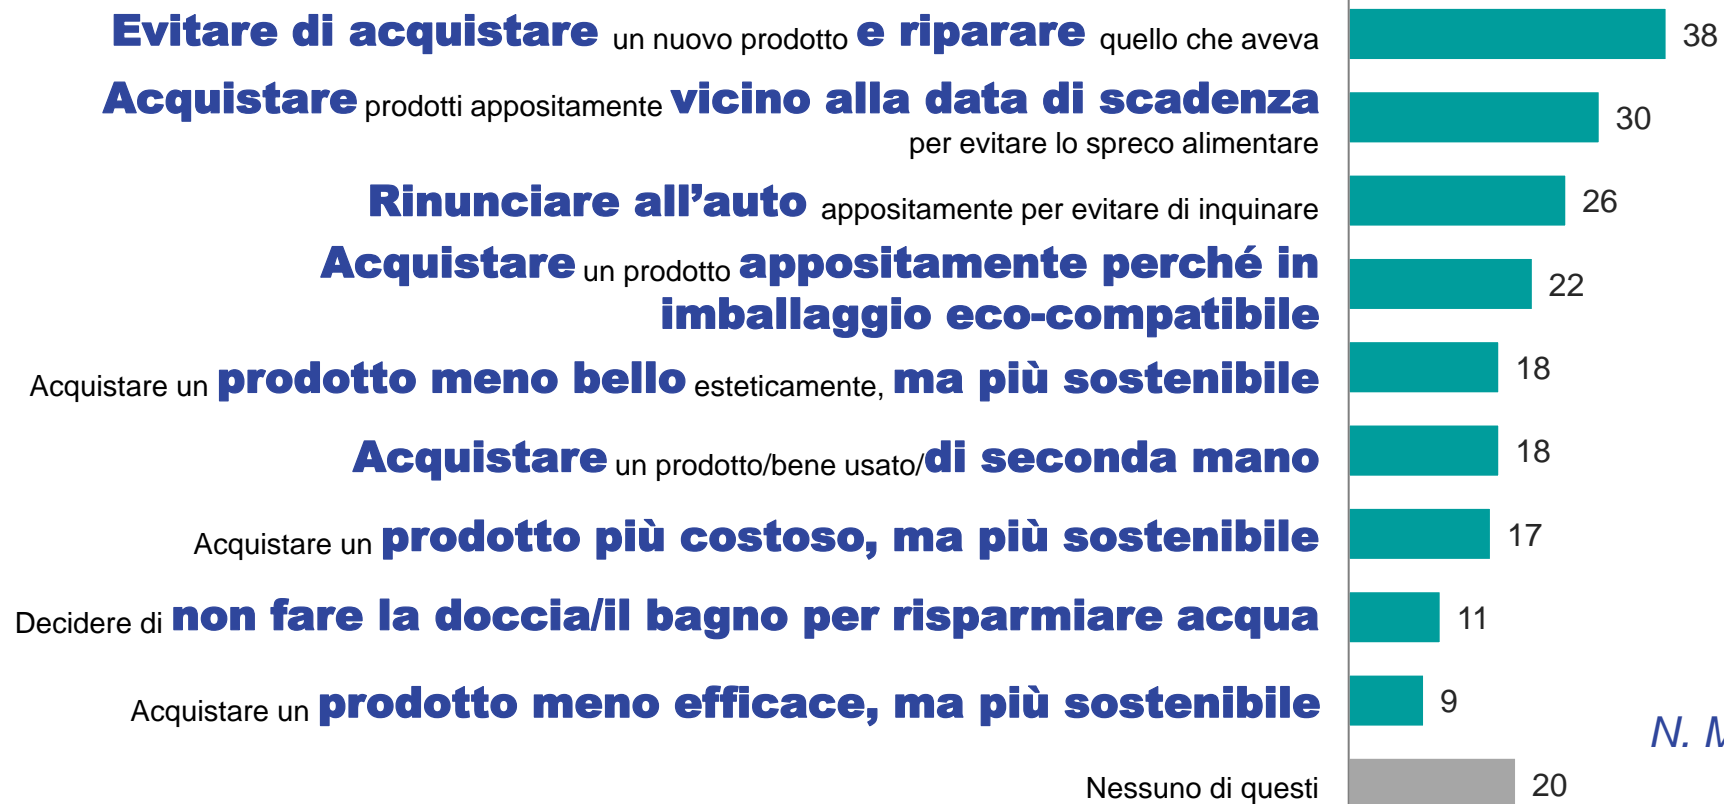 Evitare di acquistare un nuovo prodotto e riparare quello che aveva 38
Acquistare prodotti appositamente vicino alla data di scadenza
per evitare lo spreco alimentare 30
Rinunciare all’auto appositamente per evitare di inquinare 26
Acquistare un prodotto appositamente perché in
imballaggio eco-compatibile 22
Acquistare un prodotto meno bello esteticamente, ma più sostenibile 18
Acquistare un prodotto/bene usato/di seconda mano 18
Acquistare un prodotto più costoso, ma più sostenibile 17
Decidere di non fare la doccia/il bagno per risparmiare acqua 11
Acquistare un prodotto meno efficace, ma più sostenibile 9
N.
Nessuno di questi 20